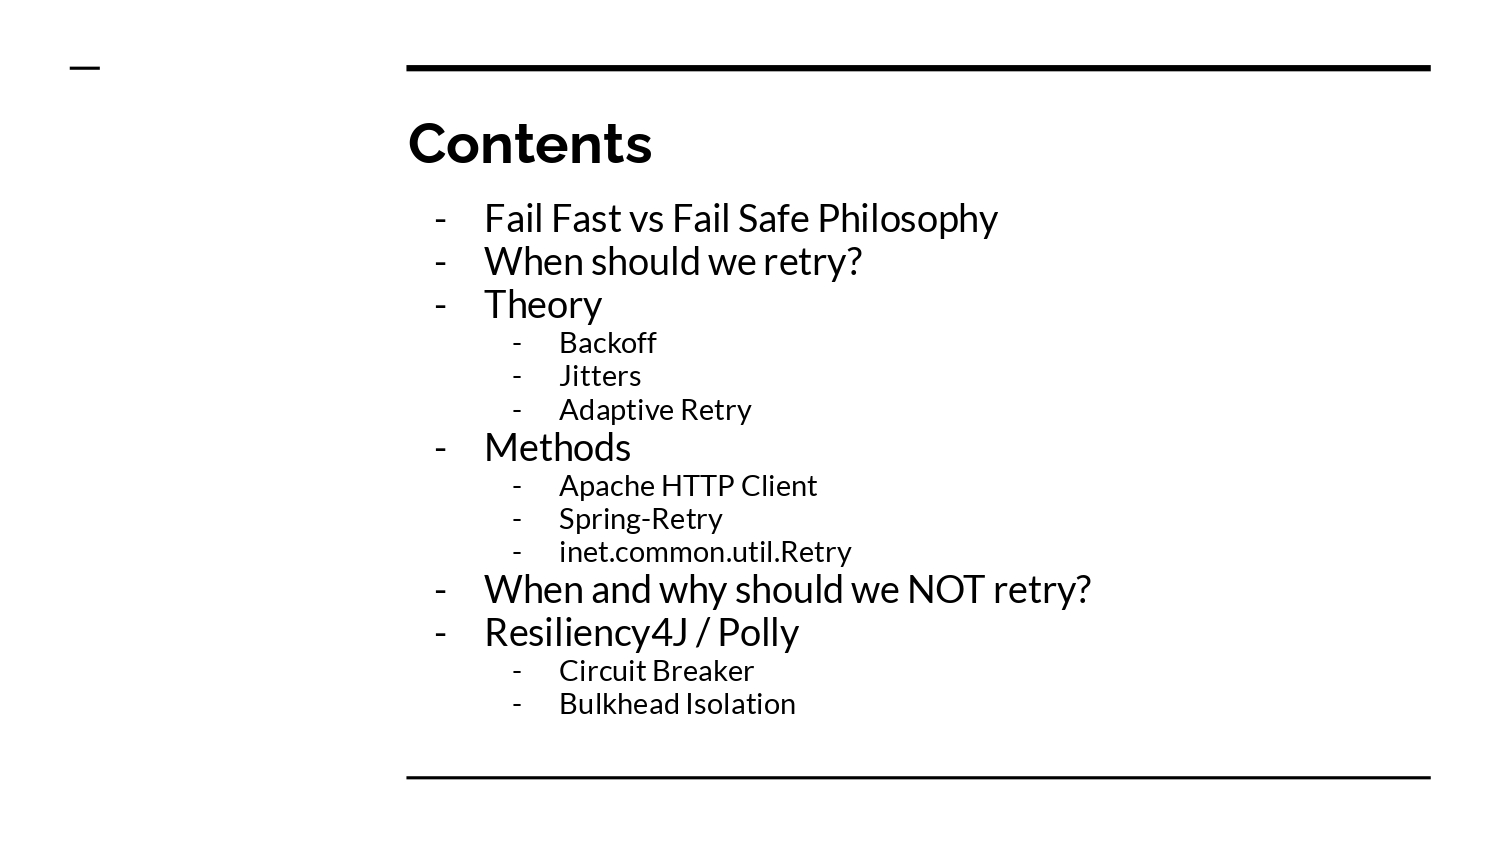 Contents
- Fail Fast vs Fail Safe Philosophy
- When should we retry?
- Theory
- Backoff
- Jitters
- Adaptive Retry
- Methods
- Apache HTTP Client
- Spring-Retry
- inet.common.util.Retry
- When and why should we NOT retry?
- Resiliency4J / Polly
- Circuit Breaker
- Bulkhead Isolation